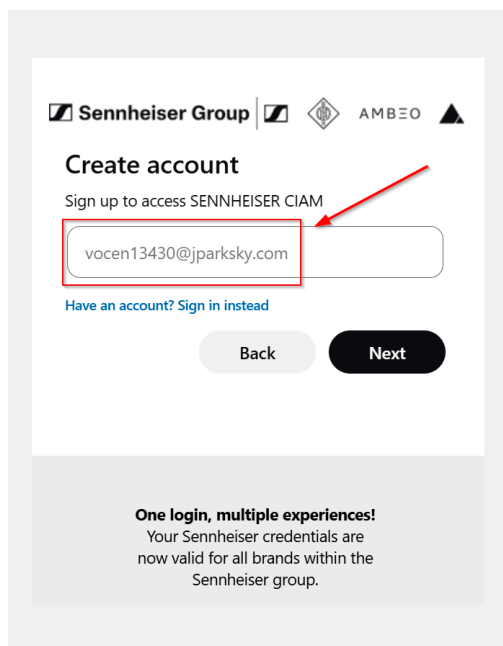 Sennheiser Group AMBEO
Create account
Sign up to access SENNHEISER CIAM
vocen13430@jparksky.com
Have an account? Sign in instead
Back Next
One login, multiple experiences!
Your Sennheiser credentials are
now valid for all brands within the
Sennheiser group.